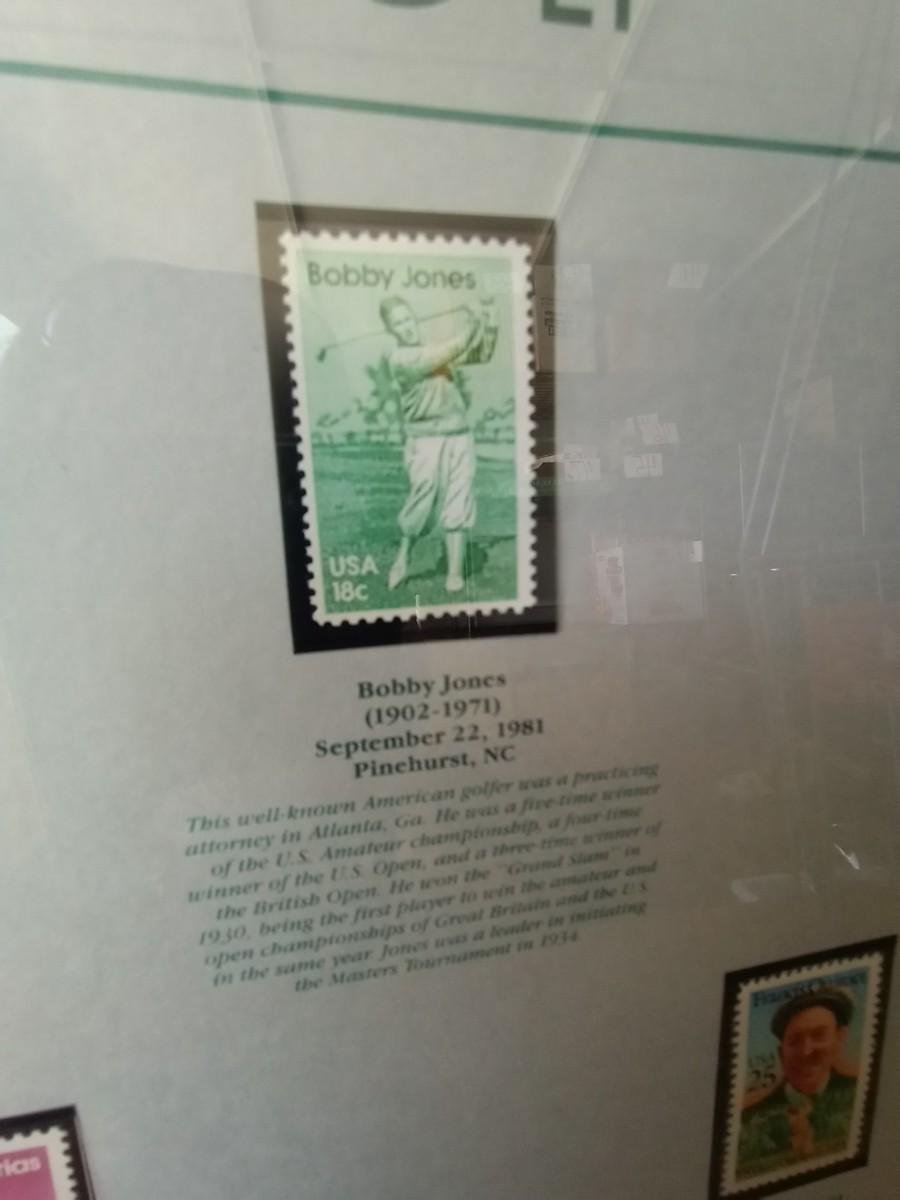 Bobby Jones
USA
18c
Bobby Jones
(1902-1971)
September 22, 1981
Pinehurst, NC
This well-known American golfer was a practicing
attorney in Atlanta, Ga. He was a five-time winner
of the U.S. Amateur championship, a four-time
winner of the U.S. Open, and a three-time winner of
the British Open. He won the "Grand Slam" in
1930, being the first player to win the amateur and
open championships of Great Britain and the U.S.
in the same year. Jones was a leader in initiating
the Masters Tournament in 1934.
Francis Ouimet
USA
25
rias